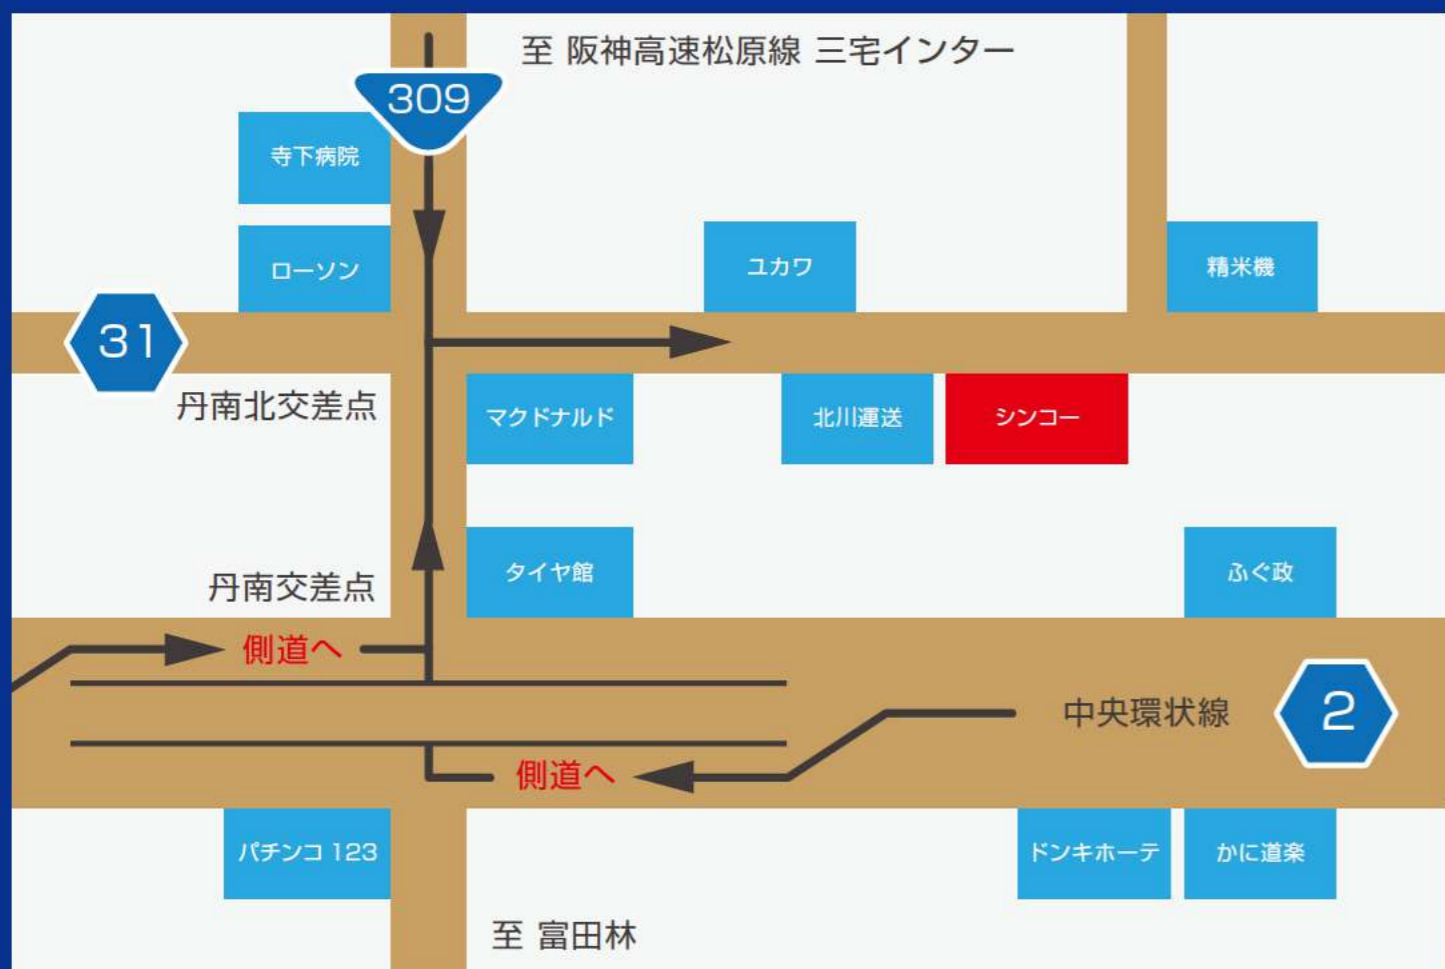 至 阪神高速松原線 三宅インター
309
寺下病院
ローソン
ユカワ
精米機
31
丹南北交差点
マクドナルド
北川運送
シンコー
丹南交差点
タイヤ館
ふぐ政
側道へ
中央環状線
2
側道へ
パチンコ 123
ドンキホーテ
かに道楽
至 富田林